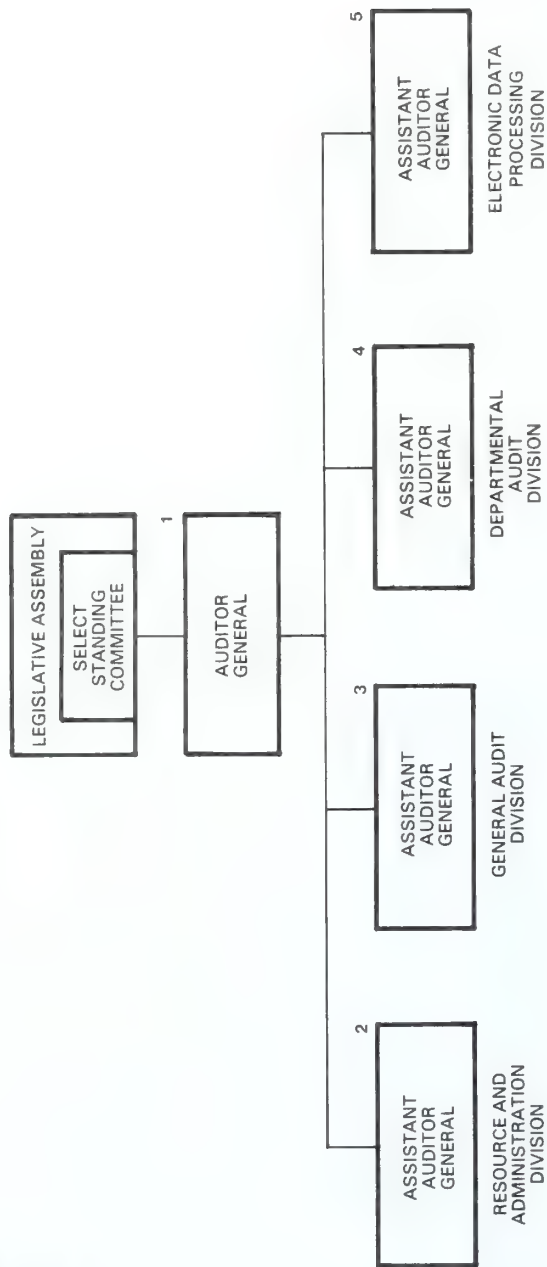 LEGISLATIVE ASSEMBLY
SELECT
STANDING
COMMITTEE
1
AUDITOR
GENERAL
2
ASSISTANT
AUDITOR
GENERAL
RESOURCE AND
ADMINISTRATION
DIVISION
3
ASSISTANT
AUDITOR
GENERAL
GENERAL AUDIT
DIVISION
4
ASSISTANT
AUDITOR
GENERAL
DEPARTMENTAL
AUDIT
DIVISION
5
ASSISTANT
AUDITOR
GENERAL
ELECTRONIC DATA
PROCESSING
DIVISION